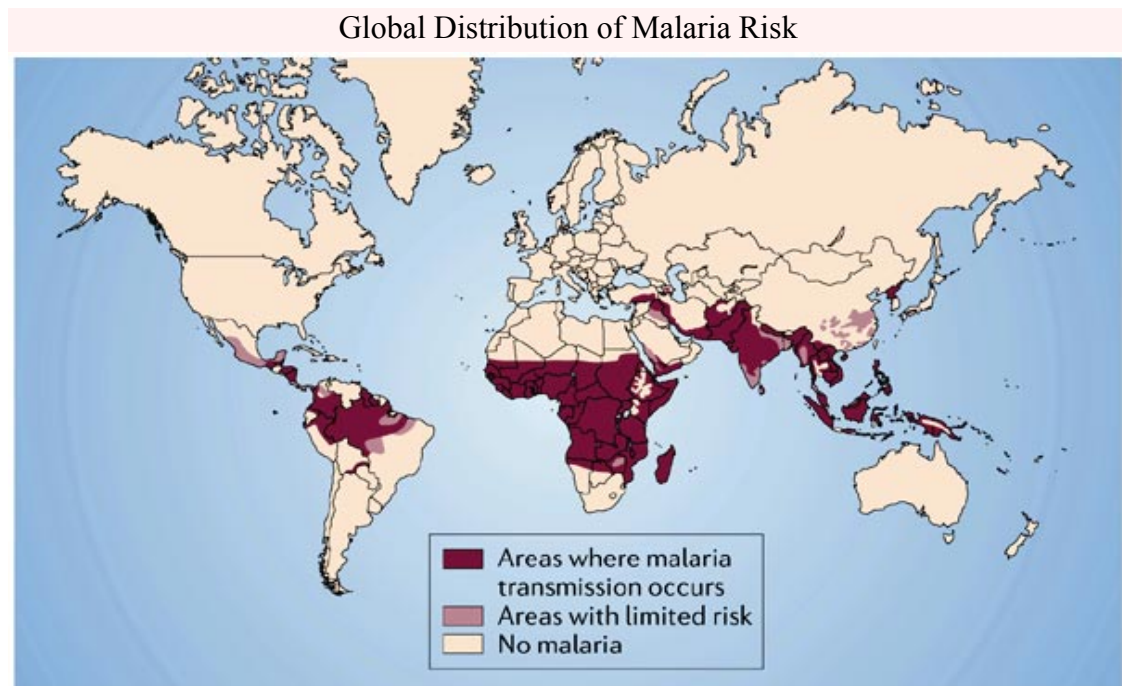 Global Distribution of Malaria Risk
Areas where malaria
transmission occurs
Areas with limited risk
No malaria